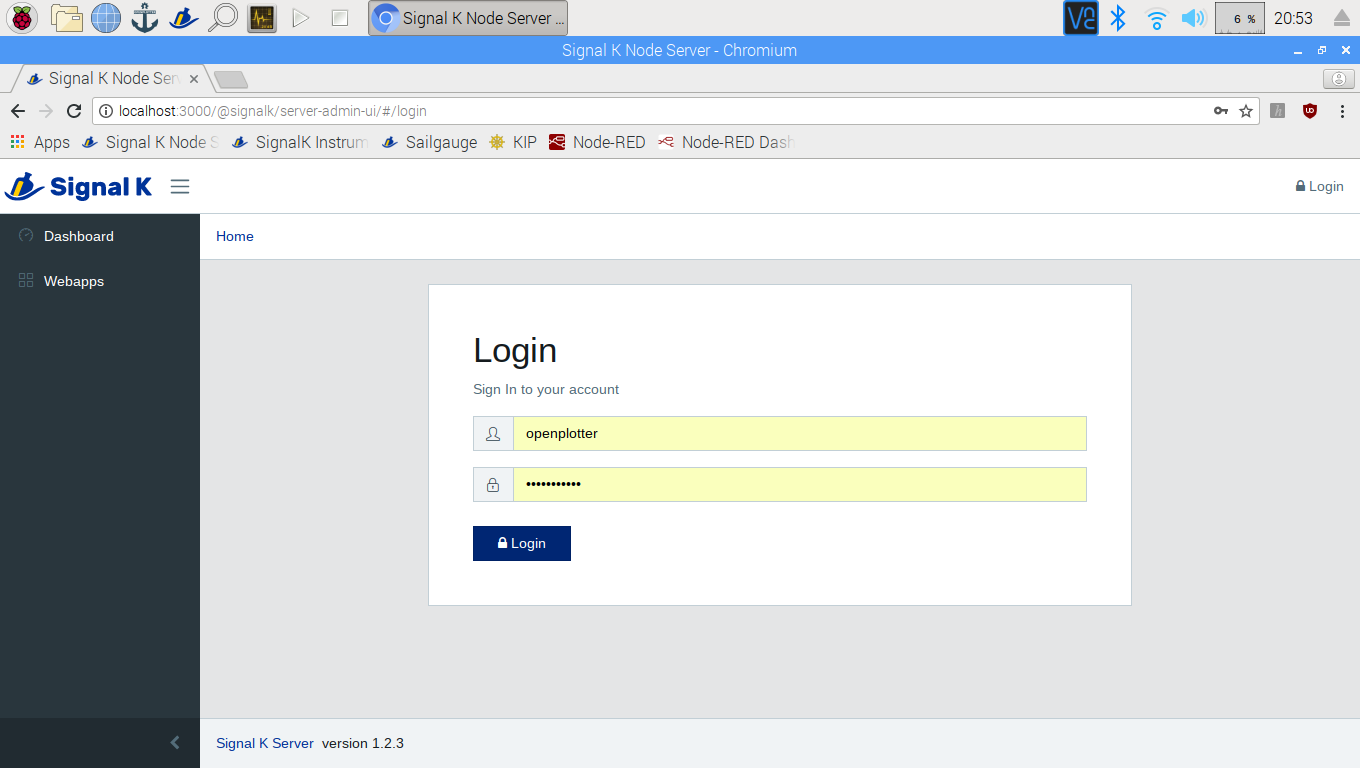 Signal K Node Server ...
6 %
20:53
Signal K Node Server - Chromium
Signal K Node Ser
localhost:3000/@signalk/server-admin-ui/#/login
Apps
Signal K Node S
SignalK Instrum
Sailgauge
KIP
Node-RED
Node-RED Dash
Signal K
Login
Dashboard
Home
Webapps
Login
Sign In to your account
openplotter
•••••••••••
Login
Signal K Server version 1.2.3